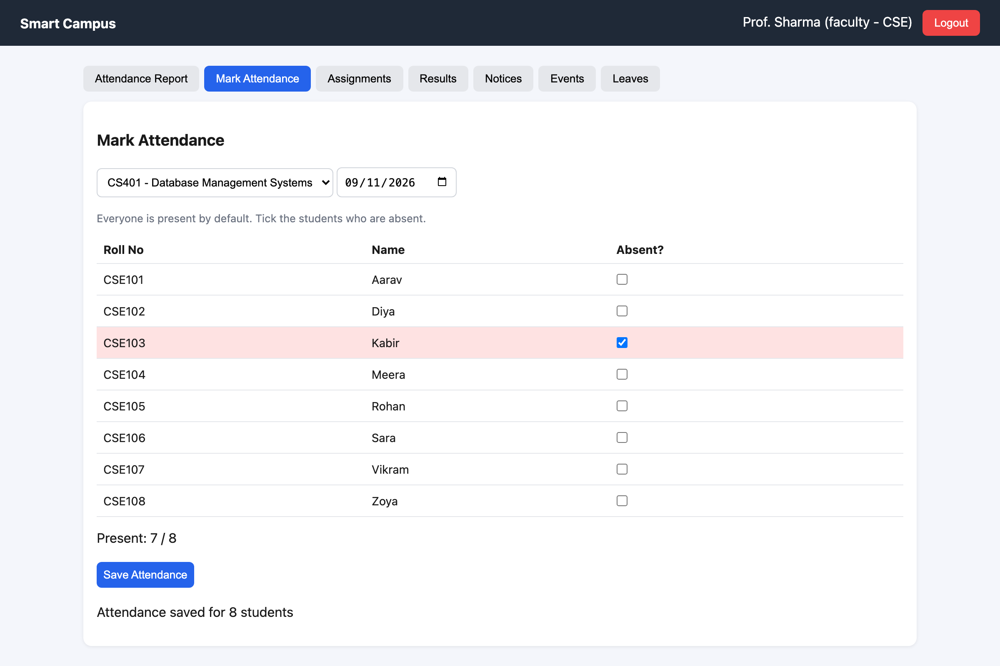 Smart Campus
Prof. Sharma (faculty - CSE) Logout
Attendance Report Mark Attendance Assignments Results Notices Events Leaves
Mark Attendance
CS401 - Database Management Systems 09/11/2026
Everyone is present by default. Tick the students who are absent.
Roll No Name Absent?
CSE101 Aarav
CSE102 Diya
CSE103 Kabir
CSE104 Meera
CSE105 Rohan
CSE106 Sara
CSE107 Vikram
CSE108 Zoya
Present: 7 / 8
Save Attendance
Attendance saved for 8 students